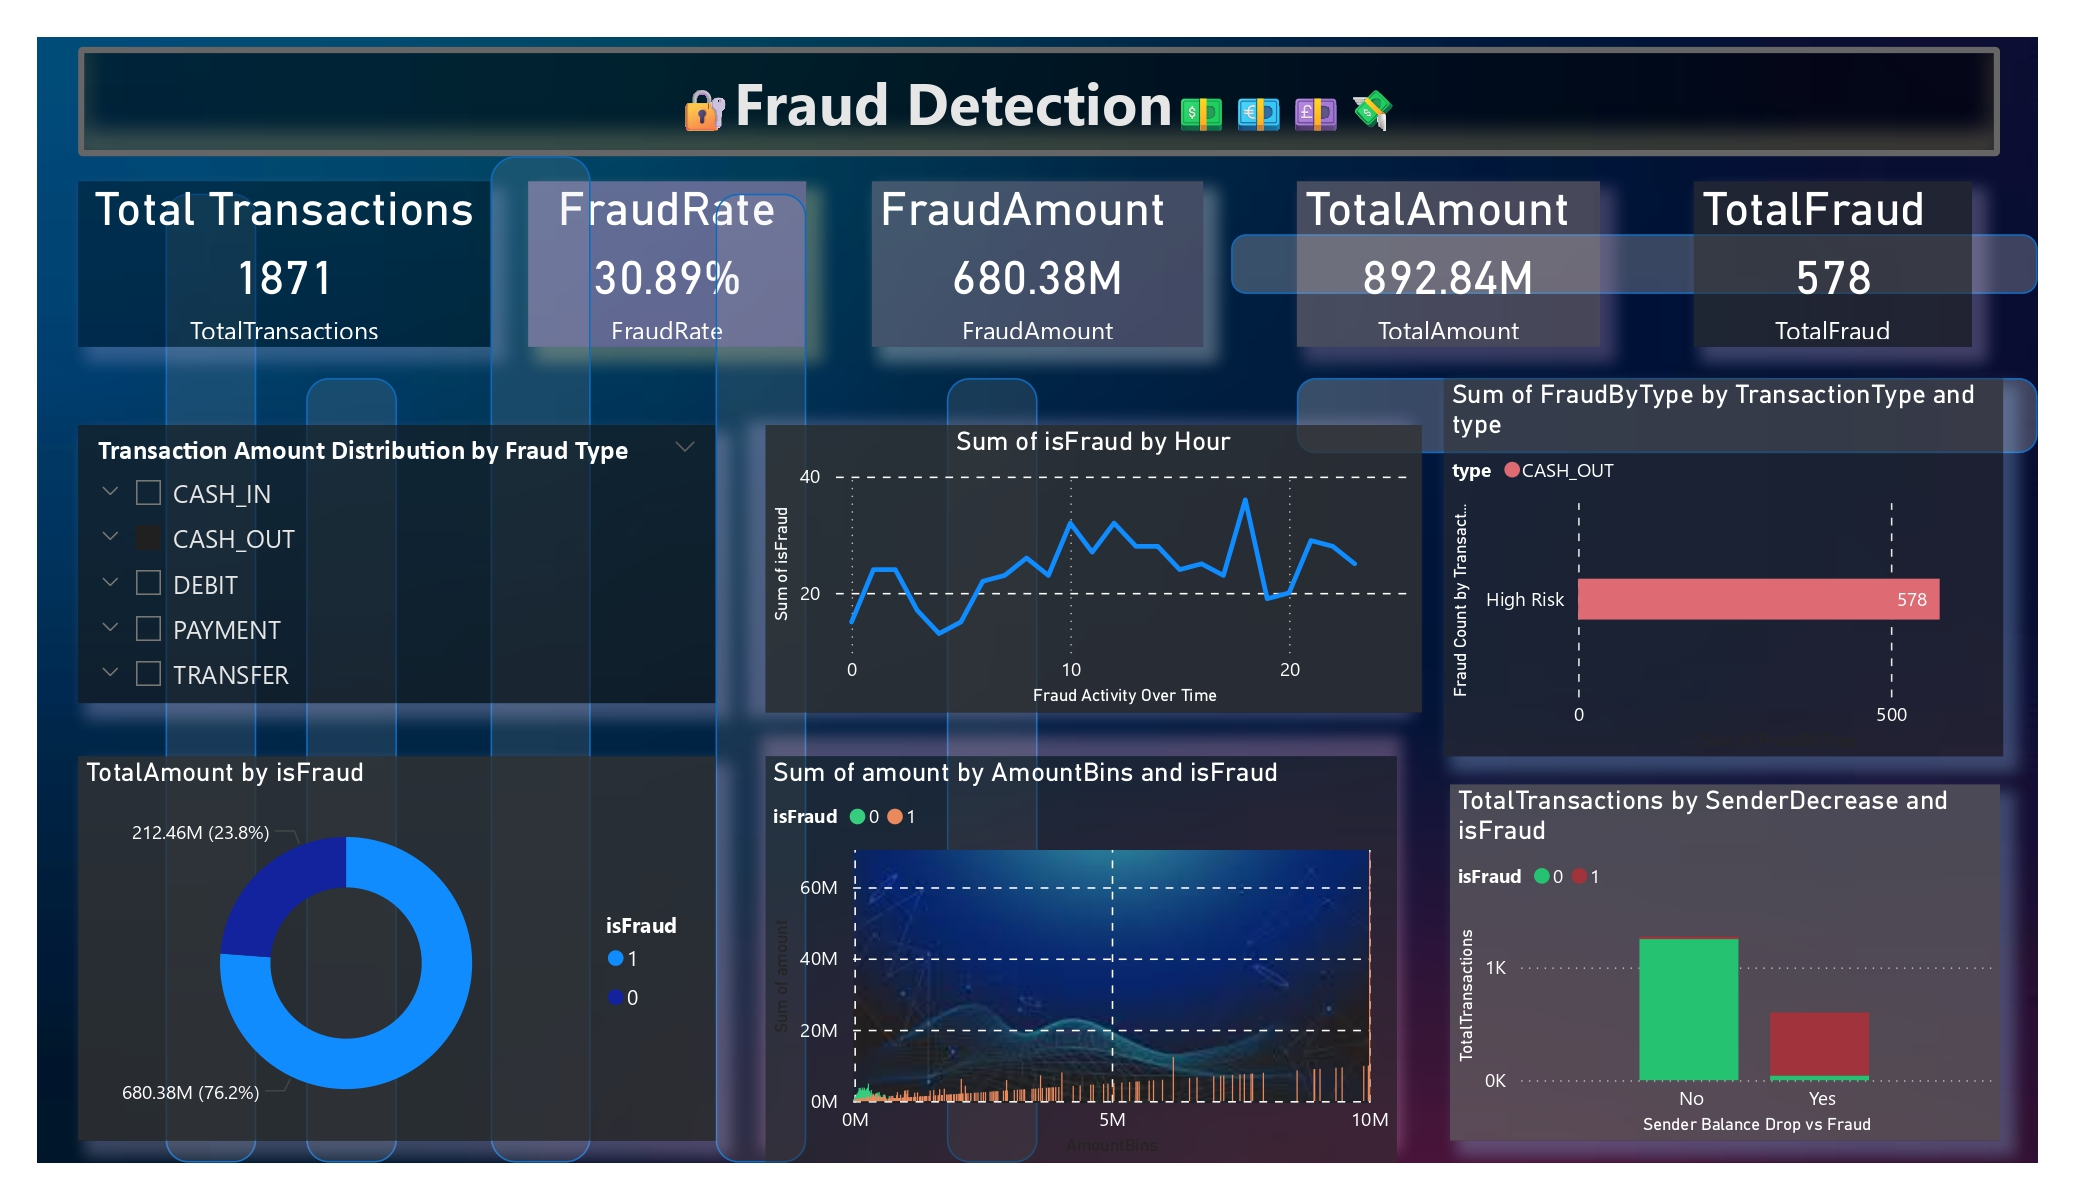 🔐Fraud Detection💵 💶 💷 💸
Total Transactions
1871
TotalTransactions
FraudRate
30.89%
FraudRate
FraudAmount
680.38M
FraudAmount
TotalAmount
892.84M
TotalAmount
TotalFraud
578
TotalFraud
Transaction Amount Distribution by Fraud Type
CASH_IN
CASH_OUT
DEBIT
PAYMENT
TRANSFER
Sum of isFraud by Hour
Sum of isFraud
40
20
0
10
20
Fraud Activity Over Time
Sum of FraudByType by TransactionType and
type
type CASH_OUT
Fraud Count by Transact...
High Risk
578
0
500
TotalAmount by isFraud
212.46M (23.8%)
680.38M (76.2%)
isFraud
1
0
Sum of amount by AmountBins and isFraud
isFraud 0 1
Sum of amount
60M
40M
20M
0M
0M
5M
10M
AmountBins
TotalTransactions by SenderDecrease and
isFraud
isFraud 0 1
TotalTransactions
1K
0K
No
Yes
Sender Balance Drop vs Fraud